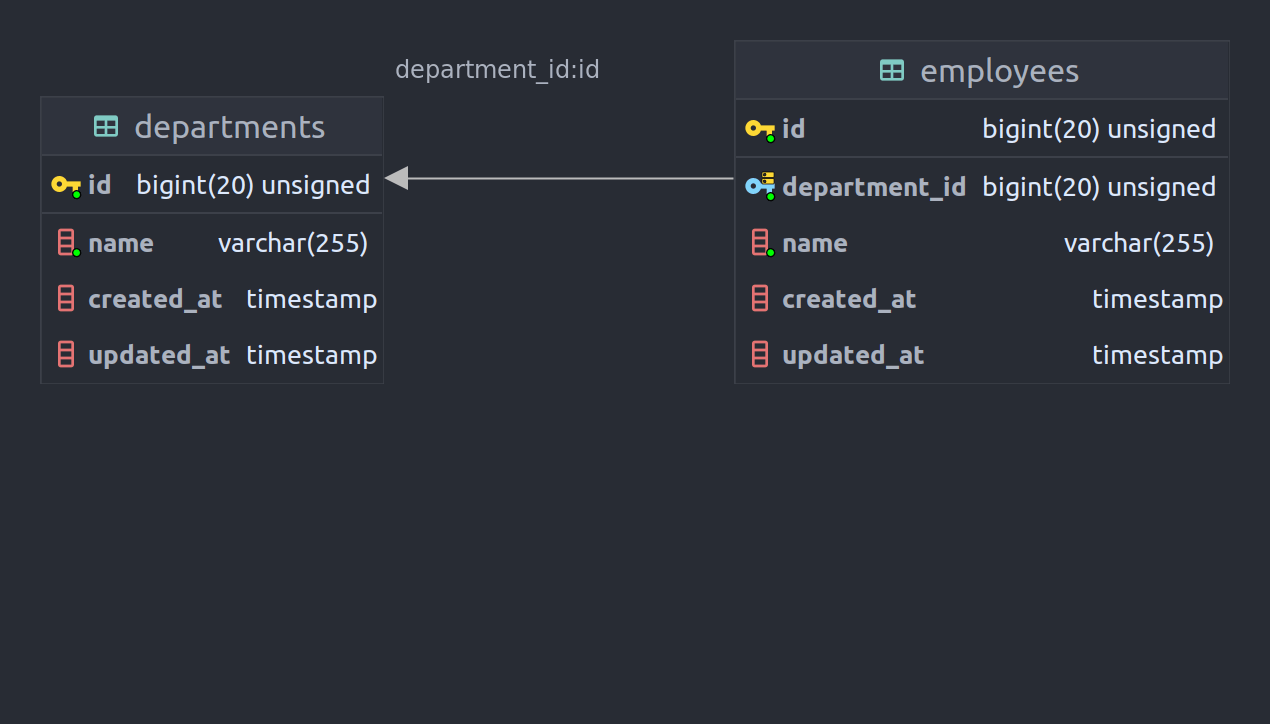 department_id:id
departments
id bigint(20) unsigned
name varchar(255)
created_at timestamp
updated_at timestamp
employees
id bigint(20) unsigned
department_id bigint(20) unsigned
name varchar(255)
created_at timestamp
updated_at timestamp